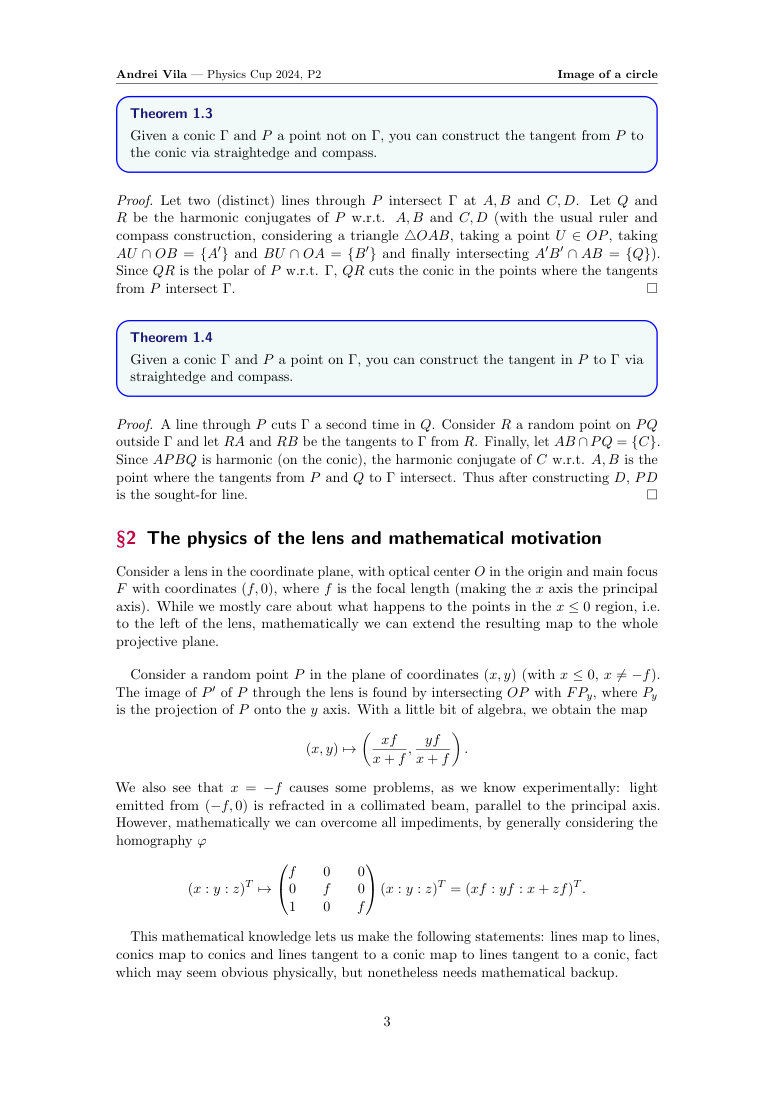 Andrei Vila — Physics Cup 2024, P2 Image of a circle
Theorem 1.3
Given a conic Γ and P a point not on Γ, you can construct the tangent from P to
the conic via straightedge and compass.
Proof. Let two (distinct) lines through P intersect Γ at A, B and C, D. Let Q and
R be the harmonic conjugates of P w.r.t. A, B and C, D (with the usual ruler and
compass construction, considering a triangle △OAB, taking a point U ∈ OP, taking
AU ∩ OB = {A′} and BU ∩ OA = {B′} and finally intersecting A′B′ ∩ AB = {Q}).
Since QR is the polar of P w.r.t. Γ, QR cuts the conic in the points where the tangents
from P intersect Γ. □
Theorem 1.4
Given a conic Γ and P a point on Γ, you can construct the tangent in P to Γ via
straightedge and compass.
Proof. A line through P cuts Γ a second time in Q. Consider R a random point on PQ
outside Γ and let RA and RB be the tangents to Γ from R. Finally, let AB ∩ PQ = {C}.
Since APBQ is harmonic (on the conic), the harmonic conjugate of C w.r.t. A, B is the
point where the tangents from P and Q to Γ intersect. Thus after constructing D, PD
is the sought-for line. □
§2 The physics of the lens and mathematical motivation
Consider a lens in the coordinate plane, with optical center O in the origin and main focus
F with coordinates (f, 0), where f is the focal length (making the x axis the principal
axis). While we mostly care about what happens to the points in the x ≤ 0 region, i.e.
to the left of the lens, mathematically we can extend the resulting map to the whole
projective plane.
Consider a random point P in the plane of coordinates (x, y) (with x ≤ 0, x ≠ −f).
The image of P′ of P through the lens is found by intersecting OP with FP_y, where P_y
is the projection of P onto the y axis. With a little bit of algebra, we obtain the map
(x, y) ↦ (xf/(x + f), yf/(x + f)).
We also see that x = −f causes some problems, as we know experimentally: light
emitted from (−f, 0) is refracted in a collimated beam, parallel to the principal axis.
However, mathematically we can overcome all impediments, by generally considering the
homography φ
f 0 0
(x : y : z)^T ↦ (0 f 0) (x : y : z)^T = (xf : yf : x + zf)^T.
1 0 f
This mathematical knowledge lets us make the following statements: lines map to lines,
conics map to conics and lines tangent to a conic map to lines tangent to a conic, fact
which may seem obvious physically, but nonetheless needs mathematical backup.
3